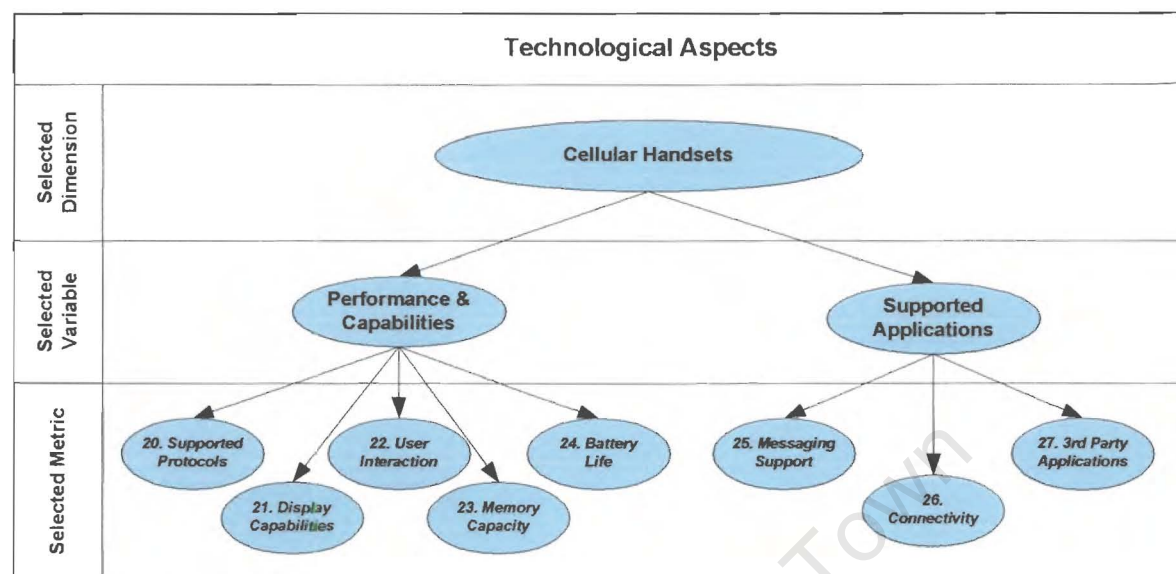 Technological Aspects
Selected
Dimension
Cellular Handsets
Selected
Variable
Performance &
Capabilities
Supported
Applications
Selected Metric
20. Supported
Protocols
21. Display
Capabilities
22. User
Interaction
23. Memory
Capacity
24. Battery
Life
25. Messaging
Support
26.
Connectivity
27. 3rd Party
Applications
Town